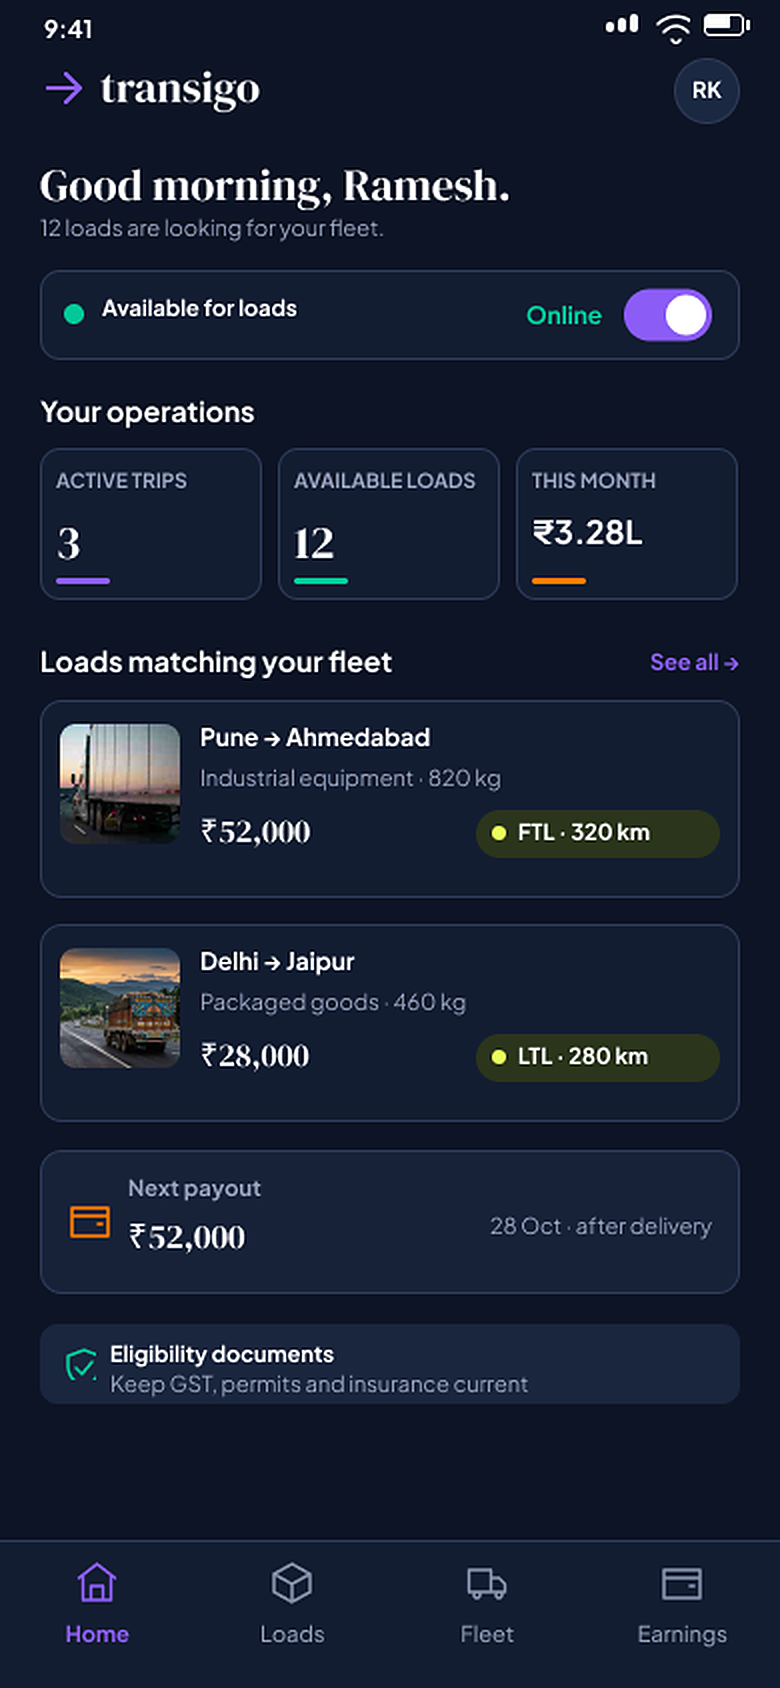 9:41
→ transigo
RK
Good morning, Ramesh.
12 loads are looking for your fleet.
Available for loads
Online
Your operations
ACTIVE TRIPS
3
AVAILABLE LOADS
12
THIS MONTH
₹3.28L
Loads matching your fleet
See all →
Pune → Ahmedabad
Industrial equipment · 820 kg
₹52,000
FTL · 320 km
Delhi → Jaipur
Packaged goods · 460 kg
₹28,000
LTL · 280 km
Next payout
₹52,000
28 Oct · after delivery
Eligibility documents
Keep GST, permits and insurance current
Home
Loads
Fleet
Earnings